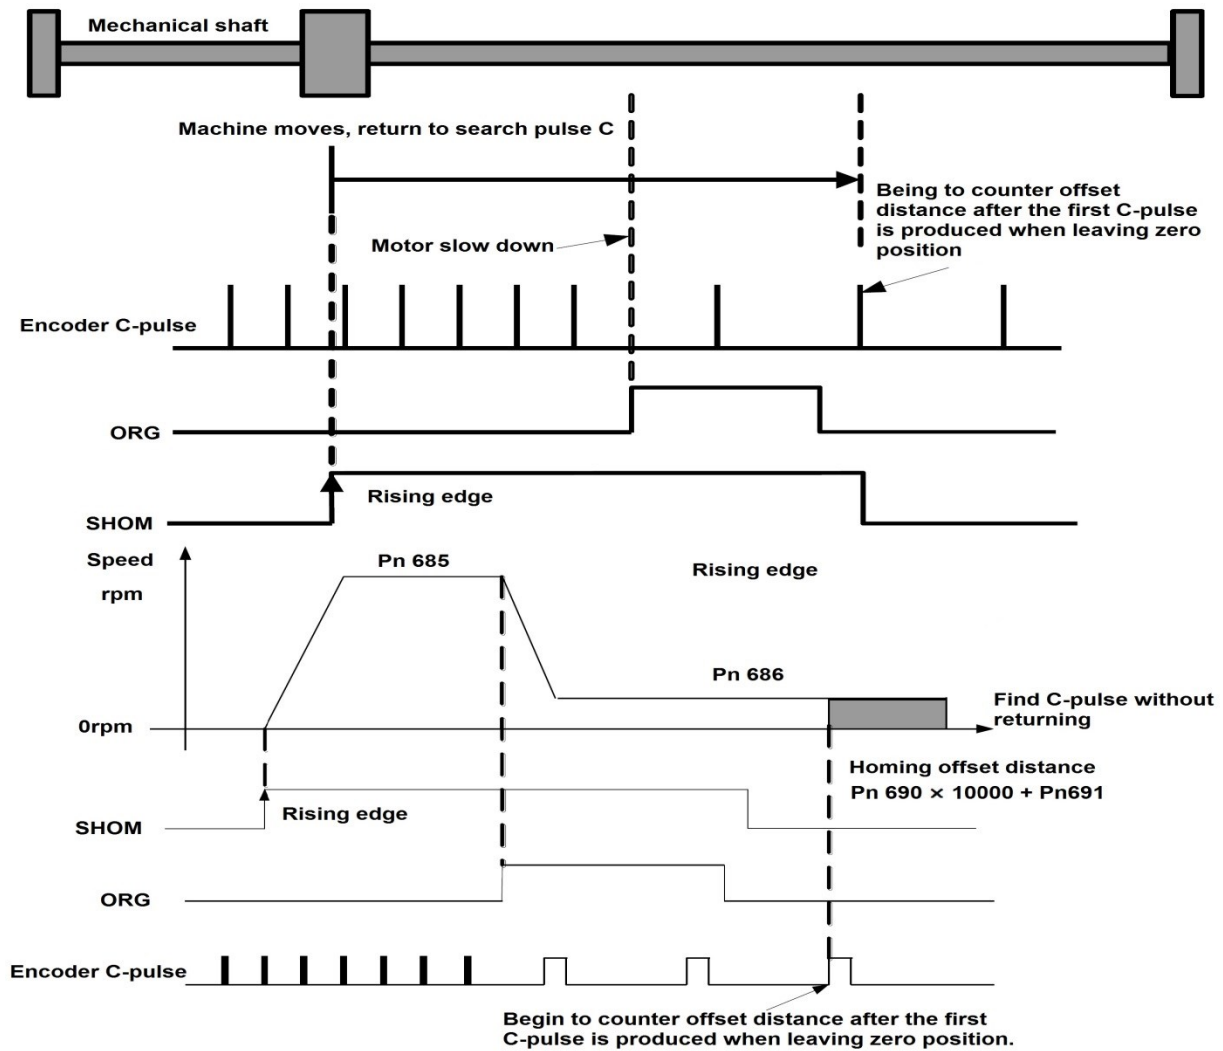 Mechanical shaft
Machine moves, return to search pulse C
Being to counter offset
distance after the first C-pulse
is produced when leaving zero
position
Motor slow down
Encoder C-pulse
ORG
Rising edge
SHOM
Speed
rpm
Pn 685
Rising edge
Pn 686
0rpm
Find C-pulse without
returning
Homing offset distance
Pn 690 × 10000 + Pn691
Rising edge
SHOM
ORG
Encoder C-pulse
Begin to counter offset distance after the first
C-pulse is produced when leaving zero position.